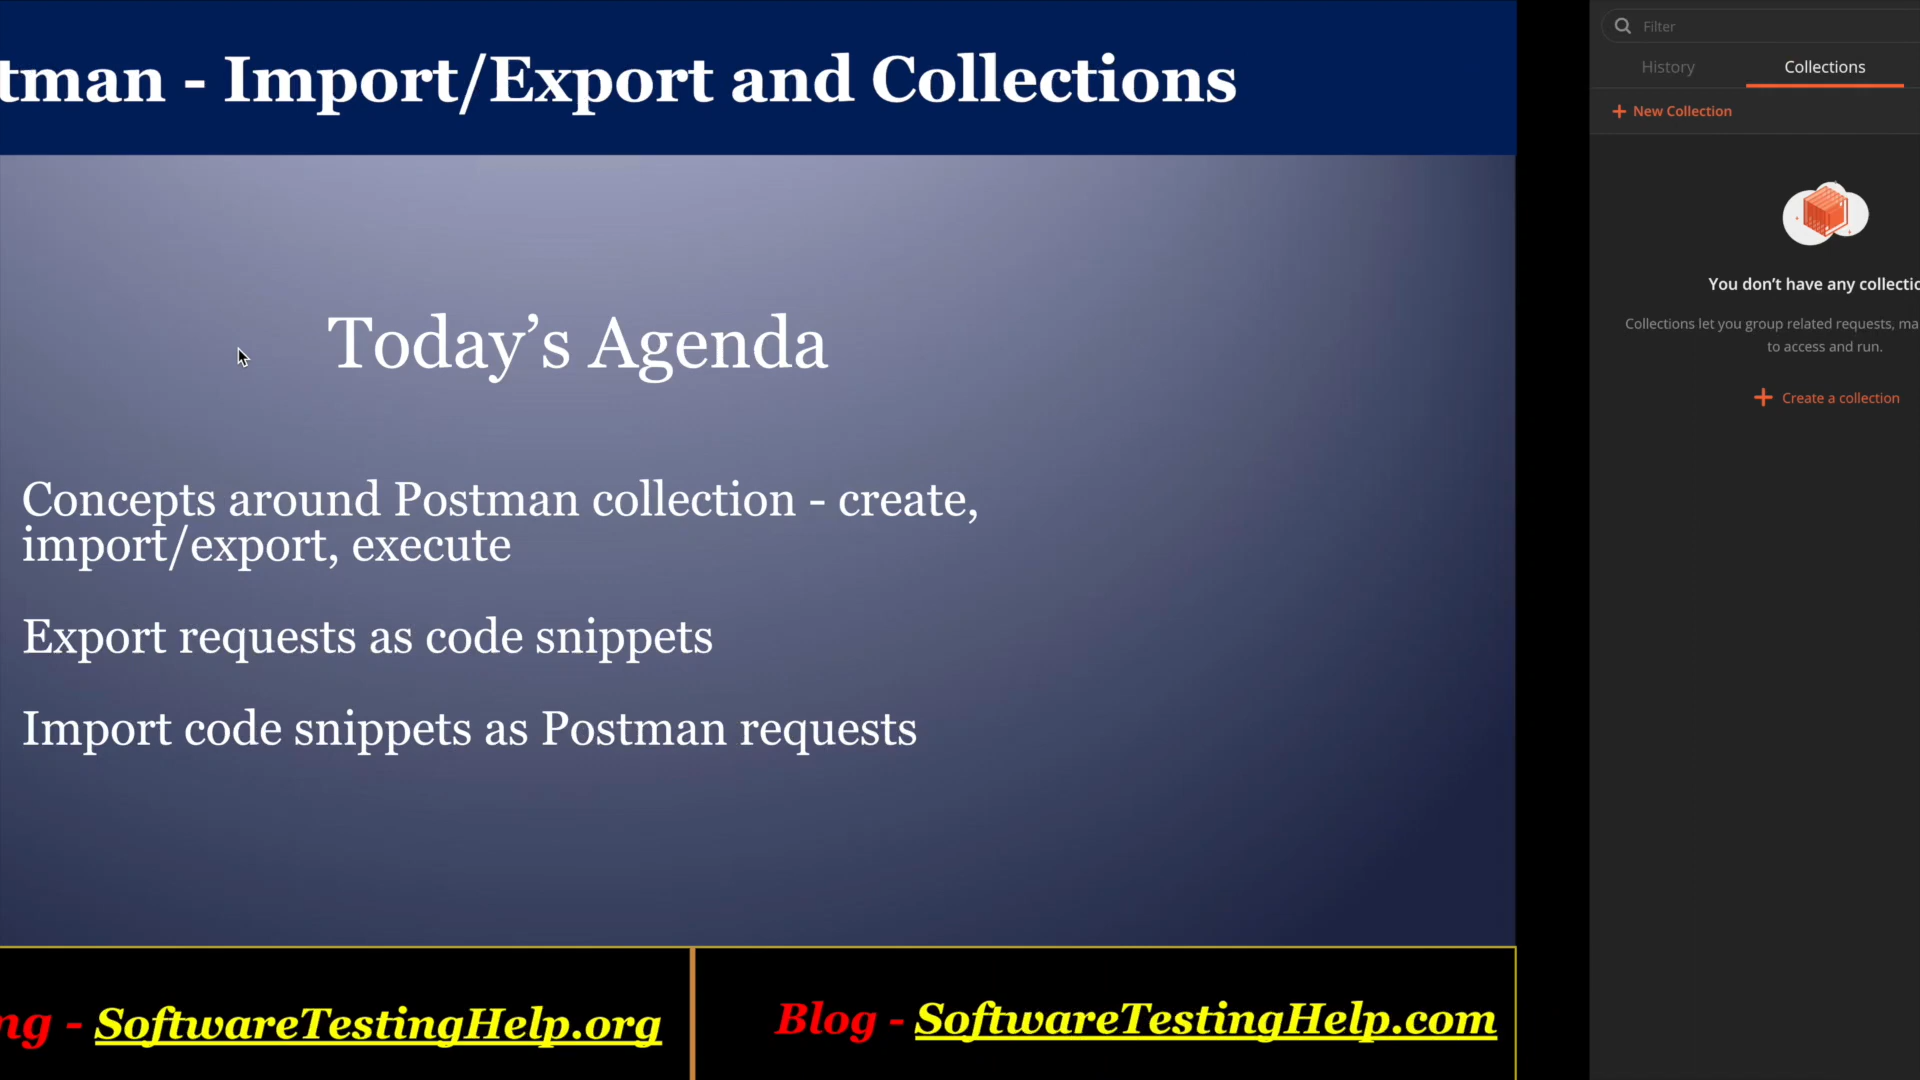 tman - Import/Export and Collections
Today’s Agenda
Concepts around Postman collection - create,
import/export, execute
Export requests as code snippets
Import code snippets as Postman requests
ng - SoftwareTestingHelp.org
Blog - SoftwareTestingHelp.com
Filter
History
Collections
+ New Collection
You don’t have any collectio
Collections let you group related requests, ma
to access and run.
+ Create a collection